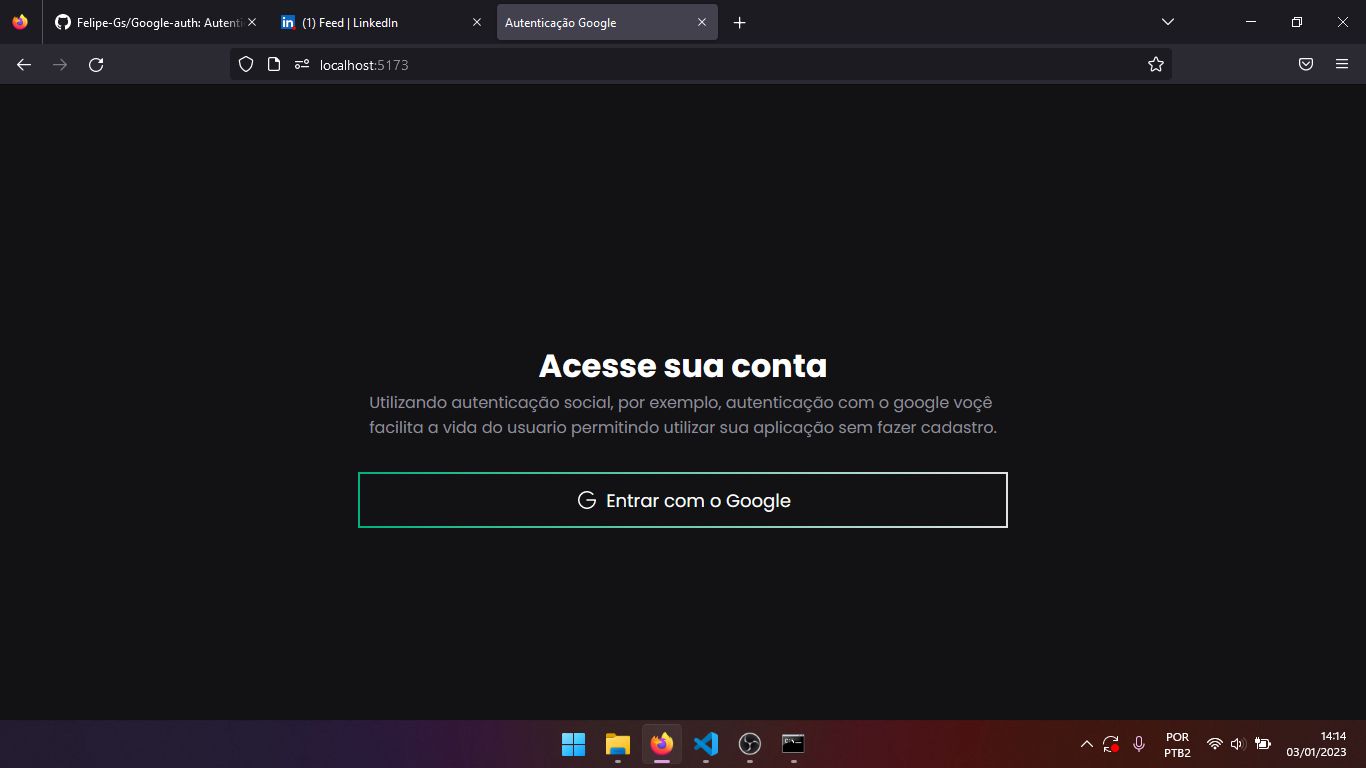 Felipe-Gs/Google-auth: Autenti
(1) Feed | LinkedIn
Autenticação Google
localhost:5173
Acesse sua conta
Utilizando autenticação social, por exemplo, autenticação com o google voçê
facilita a vida do usuario permitindo utilizar sua aplicação sem fazer cadastro.
Entrar com o Google
POR
PTB2
14:14
03/01/2023